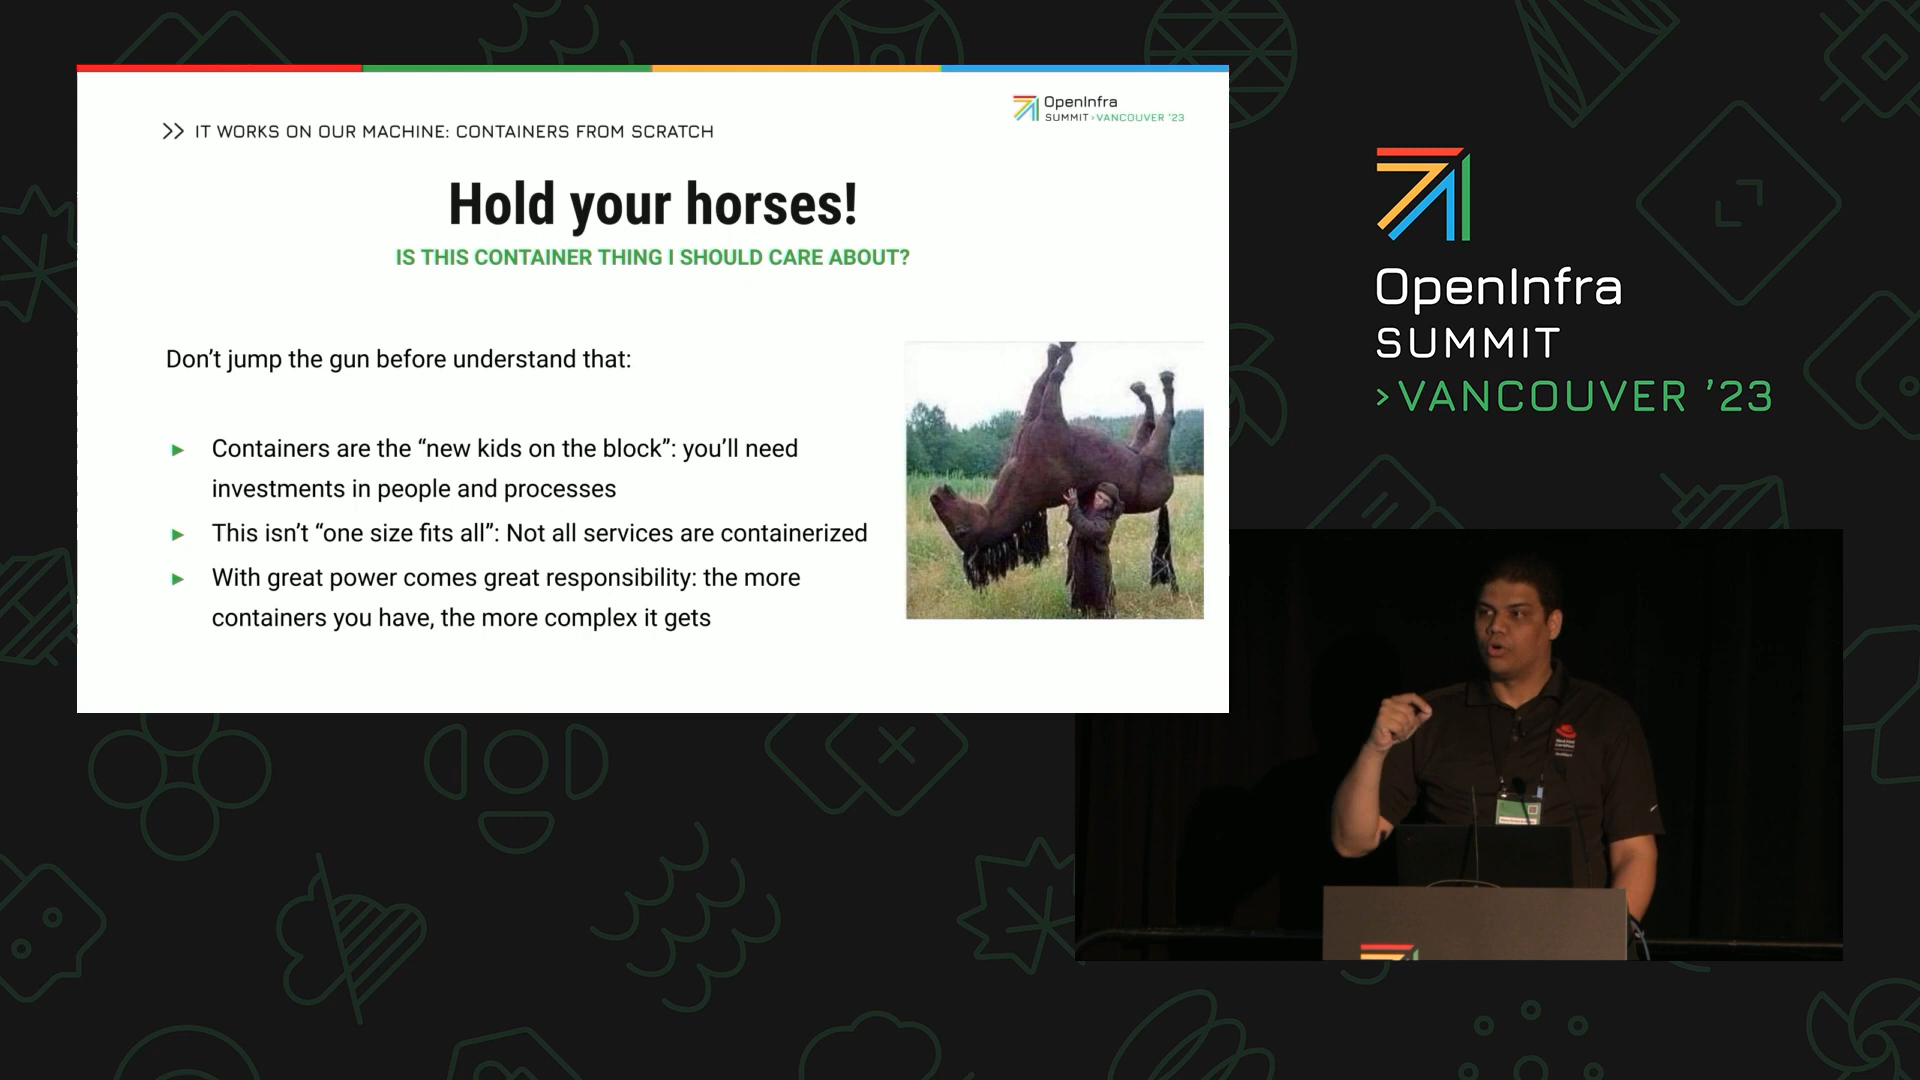 IT WORKS ON OUR MACHINE: CONTAINERS FROM SCRATCH
OpenInfra
SUMMIT›VANCOUVER '23
Hold your horses!
IS THIS CONTAINER THING I SHOULD CARE ABOUT?
Don’t jump the gun before understand that:
► Containers are the “new kids on the block”: you’ll need
investments in people and processes
► This isn’t “one size fits all”: Not all services are containerized
► With great power comes great responsibility: the more
containers you have, the more complex it gets
OpenInfra
SUMMIT
›VANCOUVER '23